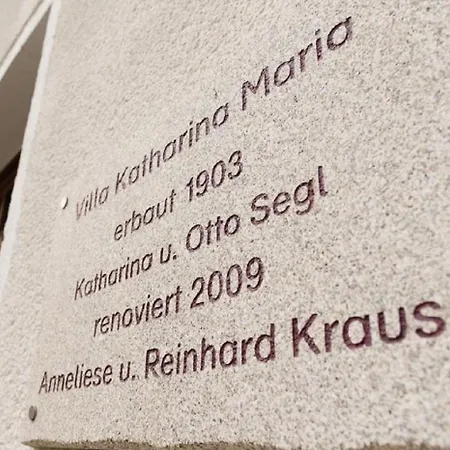 Villa Katharina Maria
erbaut 1903
Katharina u. Otto Segl
renoviert 2009
Anneliese u. Reinhard Kraus